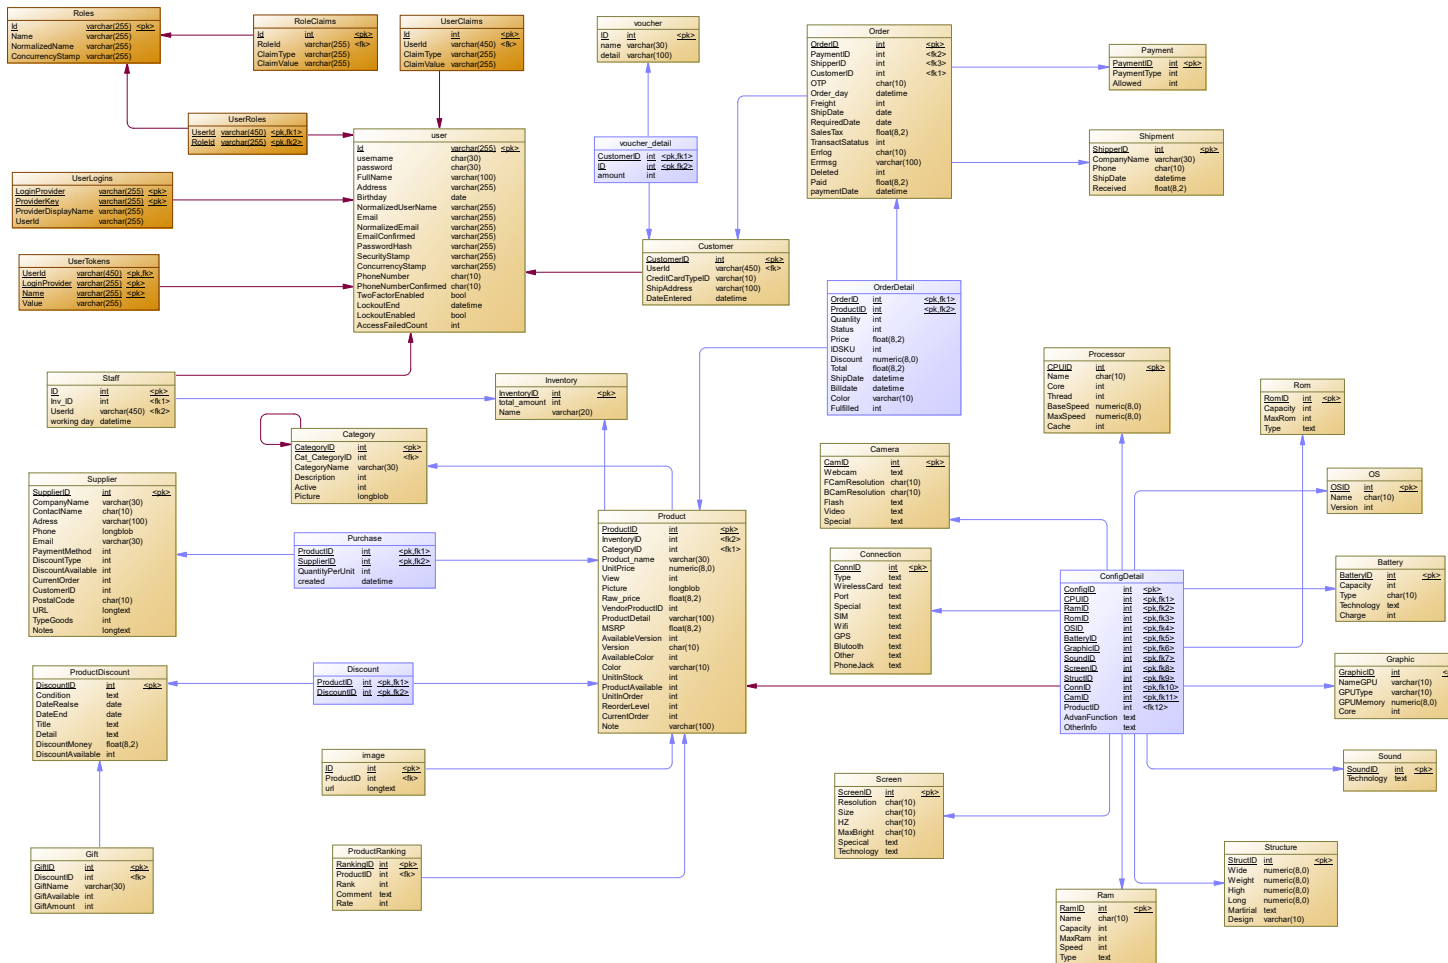 Roles
Id varchar(255) <pk>
Name varchar(255)
NormalizedName varchar(255)
ConcurrencyStamp varchar(255)
RoleClaims
Id int <pk>
RoleId varchar(255) <fk>
ClaimType varchar(255)
ClaimValue varchar(255)
UserClaims
Id int <pk>
UserId varchar(450) <fk>
ClaimType varchar(255)
ClaimValue varchar(255)
voucher
ID int <pk>
name varchar(30)
detail varchar(100)
Order
OrderID int <pk>
PaymentID int <fk2>
ShipperID int <fk3>
CustomerID int <fk1>
OTP char(10)
Order_day datetime
Freight int
ShipDate date
RequiredDate date
SalesTax float(8,2)
TransactSatatus int
Errlog char(10)
Errmsg varchar(100)
Deleted int
Paid float(8,2)
paymentDate datetime
Payment
PaymentID int <pk>
PaymentType int
Allowed int
UserRoles
UserId varchar(450) <pk,fk1>
RoleId varchar(255) <pk,fk2>
user
Id varchar(255) <pk>
username char(30)
password char(30)
FullName varchar(100)
Address varchar(255)
Birthday date
NormalizedUserName varchar(255)
Email varchar(255)
NormalizedEmail varchar(255)
EmailConfirmed varchar(255)
PasswordHash varchar(255)
SecurityStamp varchar(255)
ConcurrencyStamp varchar(255)
PhoneNumber char(10)
PhoneNumberConfirmed char(10)
TwoFactorEnabled bool
LockoutEnd datetime
LockoutEnabled bool
AccessFailedCount int
voucher_detail
CustomerID int <pk,fk1>
ID int <pk,fk2>
amount int
Shipment
ShipperID int <pk>
CompanyName varchar(30)
Phone char(10)
ShipDate datetime
Received float(8,2)
UserLogins
LoginProvider varchar(255) <pk>
ProviderKey varchar(255) <pk>
ProviderDisplayName varchar(255)
UserId varchar(255)
UserTokens
UserId varchar(450) <pk,fk>
LoginProvider varchar(255) <pk>
Name varchar(255) <pk>
Value varchar(255)
Customer
CustomerID int <pk>
UserId varchar(450) <fk>
CreditCardTypeID varchar(10)
ShipAddress varchar(100)
DateEntered datetime
OrderDetail
OrderID int <pk,fk1>
ProductID int <pk,fk2>
Quanlity int
Status int
Price float(8,2)
IDSKU int
Discount numeric(8,0)
Total float(8,2)
ShipDate datetime
Billdate datetime
Color varchar(10)
Fulfilled int
Staff
ID int <pk>
Inv_ID int <fk1>
UserId varchar(450) <fk2>
working day datetime
Inventory
InventoryID int <pk>
total_amount int
Name varchar(20)
Processor
CPUID int <pk>
Name char(10)
Core int
Thread int
BaseSpeed numeric(8,0)
MaxSpeed numeric(8,0)
Cache int
Rom
RomID int <pk>
Capacity int
MaxRom int
Type text
Category
CategoryID int <pk>
Cat_CategoryID int <fk>
CategoryName varchar(30)
Description int
Active int
Picture longblob
Camera
CamID int <pk>
Webcam text
FCamResolution char(10)
BCamResolution char(10)
Flash text
Video text
Special text
OS
OSID int <pk>
Name char(10)
Version int
Supplier
SupplierID int <pk>
CompanyName varchar(30)
ContactName char(10)
Adress varchar(100)
Phone longblob
Email varchar(30)
PaymentMethod int
DiscountType int
DiscountAvailable int
CurrentOrder int
CustomerID int
PostalCode char(10)
URL longtext
TypeGoods int
Notes longtext
Purchase
ProductID int <pk,fk1>
SupplierID int <pk,fk2>
QuantityPerUnit int
created datetime
Product
ProductID int <pk>
InventoryID int <fk2>
CategoryID int <fk1>
Product_name varchar(30)
UnitPrice numeric(8,0)
View int
Picture longblob
Raw_price float(8,2)
VendorProductID int
ProductDetail varchar(100)
MSRP float(8,2)
AvailableVersion int
Version char(10)
AvailableColor int
Color varchar(10)
UnitInStock int
ProductAvailable int
UnitInOrder int
ReorderLevel int
CurrentOrder int
Note varchar(100)
Connection
ConnID int <pk>
Type text
WirelessCard text
Port text
Special text
SIM text
Wifi text
GPS text
Blutooth text
Other text
PhoneJack text
ConfigDetail
ConfigID int <pk>
CPUID int <pk,fk1>
RamID int <pk,fk2>
RomID int <pk,fk3>
OSID int <pk,fk4>
BatteryID int <pk,fk5>
GraphicID int <pk,fk6>
SoundID int <pk,fk7>
ScreenID int <pk,fk8>
StructID int <pk,fk9>
ConnID int <pk,fk10>
CamID int <pk,fk11>
ProductID int <fk12>
AdvanFunction text
OtherInfo text
Battery
BatteryID int <pk>
Capacity int
Type char(10)
Technology text
Charge int
ProductDiscount
DiscountID int <pk>
Condition text
DateRealse date
DateEnd date
Title text
Detail text
DiscountMoney float(8,2)
DiscountAvailable int
Discount
ProductID int <pk,fk1>
DiscountID int <pk,fk2>
Graphic
GraphicID int
NameGPU varchar(10)
GPUType varchar(10)
GPUMemory numeric(8,0)
Core int
image
ID int <pk>
ProductID int <fk>
url longtext
Sound
SoundID int <pk>
Technology text
Screen
ScreenID int <pk>
Resolution char(10)
Size char(10)
HZ char(10)
MaxBright char(10)
Specical text
Technology text
Gift
GiftID int <pk>
DiscountID int <fk>
GiftName varchar(30)
GiftAvailable int
GiftAmount int
ProductRanking
RankingID int <pk>
ProductID int <fk>
Rank int
Comment text
Rate int
Structure
StructID int <pk>
Wide numeric(8,0)
Weight numeric(8,0)
High numeric(8,0)
Long numeric(8,0)
Martirial text
Design varchar(10)
Ram
RamID int <pk>
Name char(10)
Capacity int
MaxRam int
Speed int
Type text